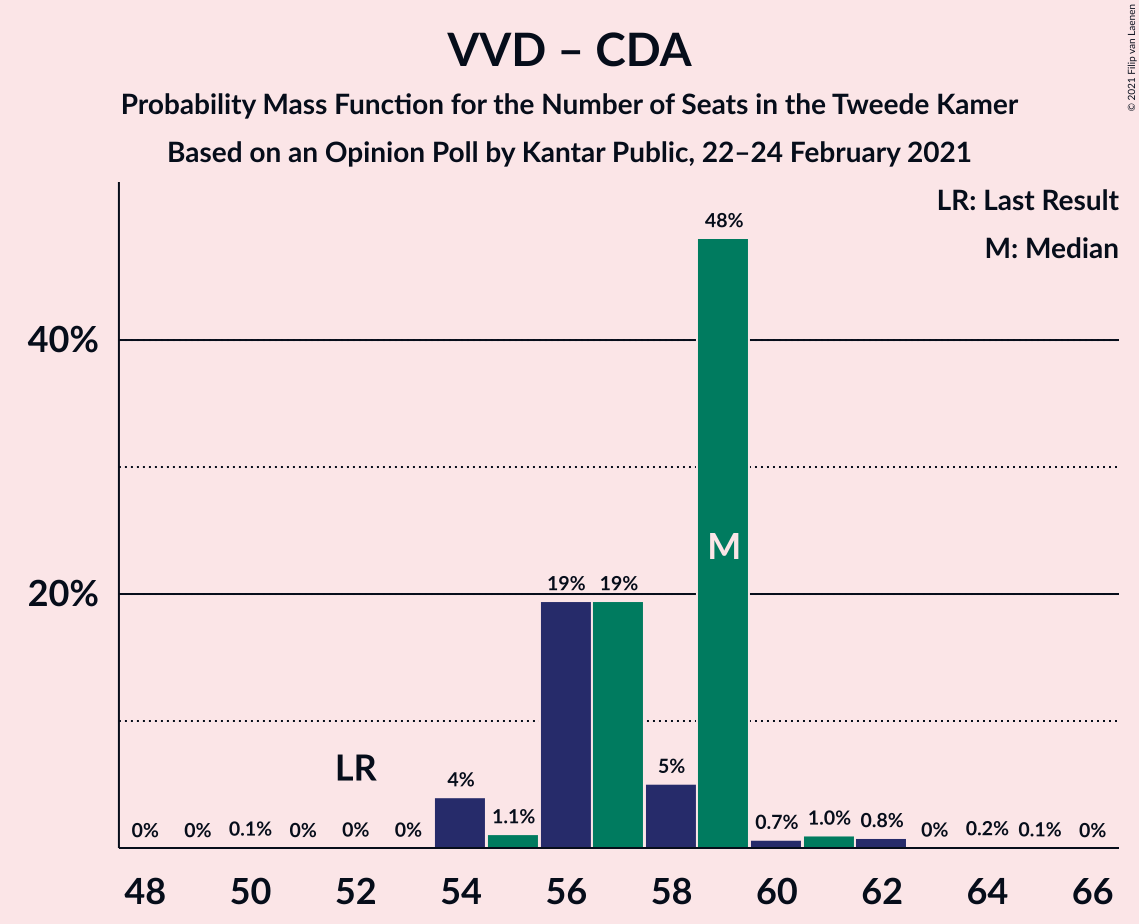 VVD – CDA
Probability Mass Function for the Number of Seats in the Tweede Kamer
Based on an Opinion Poll by Kantar Public, 22–24 February 2021
© 2021 Filip van Laenen
LR: Last Result
M: Median
48%
40%
M
19% 19%
20%
LR
4%
5%
0% 0% 0.1% 0% 0% 0% 1.1% 0.7% 1.0% 0.8% 0% 0.2% 0.1% 0%
48 50 52 54 56 58 60 62 64 66